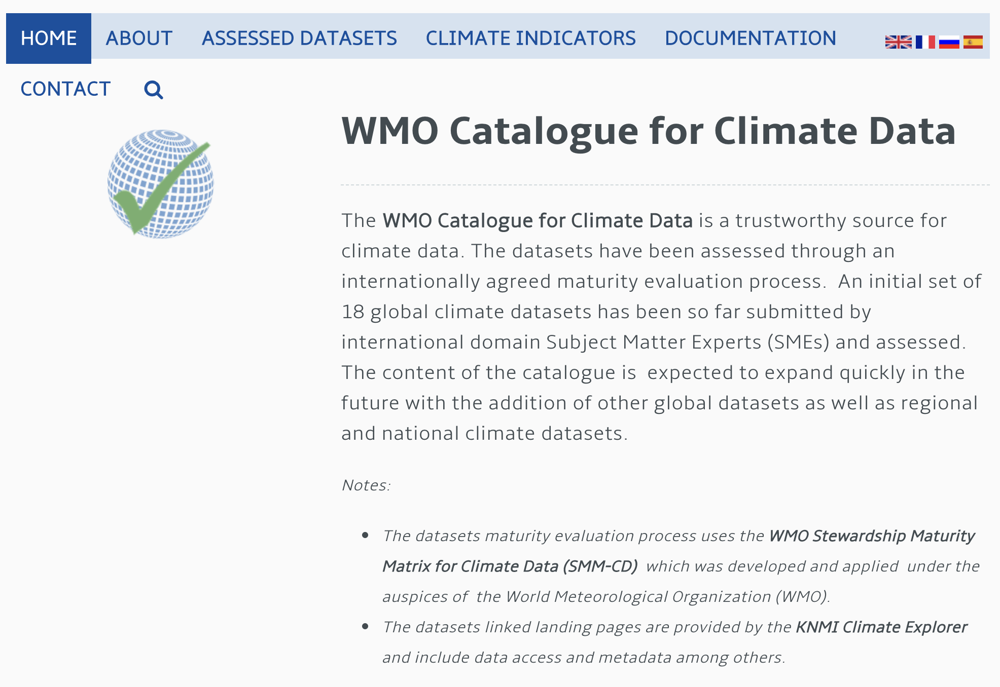 HOME ABOUT ASSESSED DATASETS CLIMATE INDICATORS DOCUMENTATION
CONTACT
WMO Catalogue for Climate Data
The WMO Catalogue for Climate Data is a trustworthy source for
climate data. The datasets have been assessed through an
internationally agreed maturity evaluation process.  An initial set of
18 global climate datasets has been so far submitted by
international domain Subject Matter Experts (SMEs) and assessed.
The content of the catalogue is  expected to expand quickly in the
future with the addition of other global datasets as well as regional
and national climate datasets.
Notes:
• The datasets maturity evaluation process uses the WMO Stewardship Maturity
Matrix for Climate Data (SMM-CD)  which was developed and applied  under the
auspices of  the World Meteorological Organization (WMO).
• The datasets linked landing pages are provided by the KNMI Climate Explorer
and include data access and metadata among others.